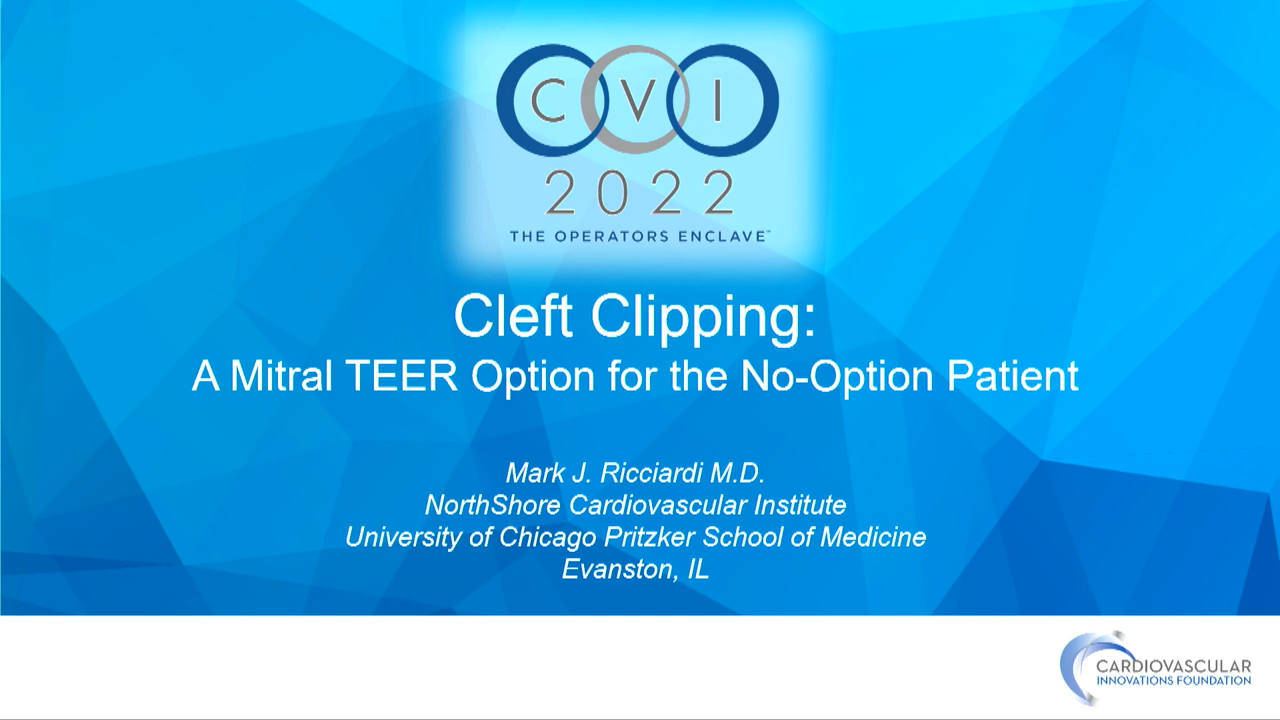 CVI
2022
THE OPERATORS ENCLAVE™
Cleft Clipping:
A Mitral TEER Option for the No-Option Patient
Mark J. Ricciardi M.D.
NorthShore Cardiovascular Institute
University of Chicago Pritzker School of Medicine
Evanston, IL
CARDIOVASCULAR
INNOVATIONS FOUNDATION